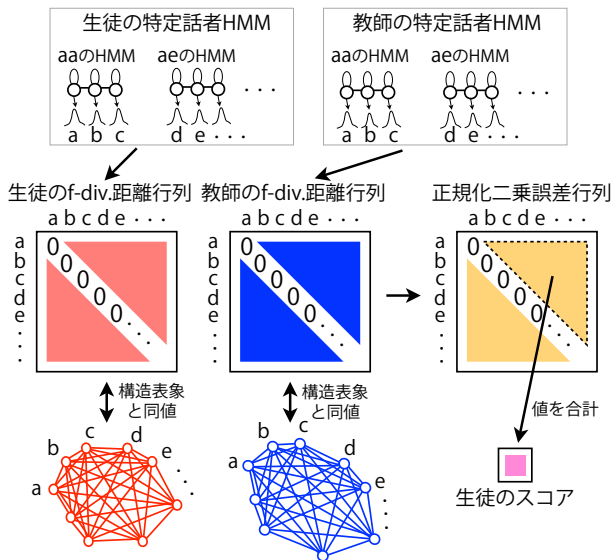 生徒の特定話者HMM
aaのHMM aeのHMM
・・・
a b c d e ・・・
教師の特定話者HMM
aaのHMM aeのHMM
・・・
a b c d e ・・・
生徒のf-div.距離行列
a b c d e ・・・
a
b
c
d
e
・・・
0 0 0 0 0 ・・・
構造表象
と同値
a b c d e ・・・
教師のf-div.距離行列
a b c d e ・・・
a
b
c
d
e
・・・
0 0 0 0 0 ・・・
構造表象
と同値
a b c d e ・・・
正規化二乗誤差行列
a b c d e ・・・
a
b
c
d
e
・・・
0 0 0 0 0 ・・・
値を合計
生徒のスコア